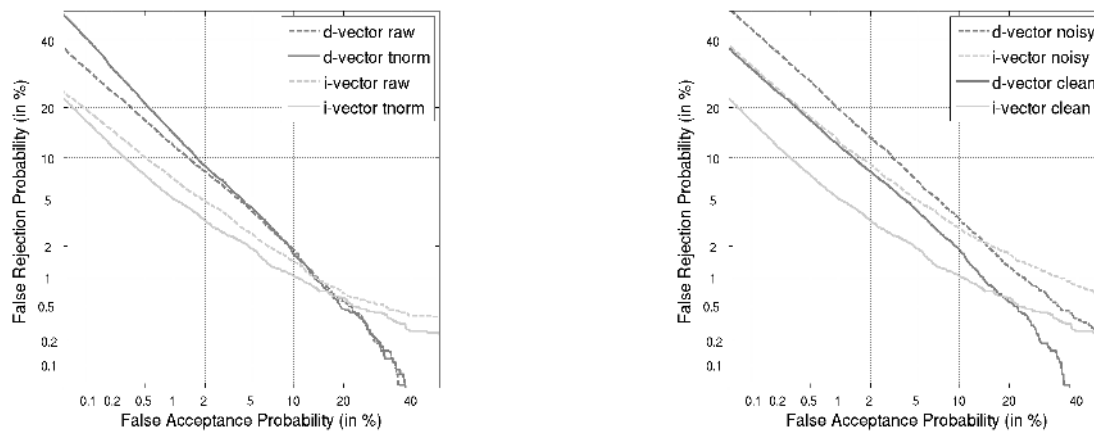 d-vector raw
d-vector tnorm
i-vector raw
i-vector tnorm
40
20
10
5
2
1
0.5
0.2
0.1
False Rejection Probability (in %)
0.1 0.2 0.5 1 2 5 10 20 40
False Acceptance Probability (in %)
d-vector noisy
i-vector noisy
d-vector clean
i-vector clean
40
20
10
5
2
1
0.5
0.2
0.1
False Rejection Probability (in %)
0.1 0.2 0.5 1 2 5 10 20 40
False Acceptance Probability (in %)